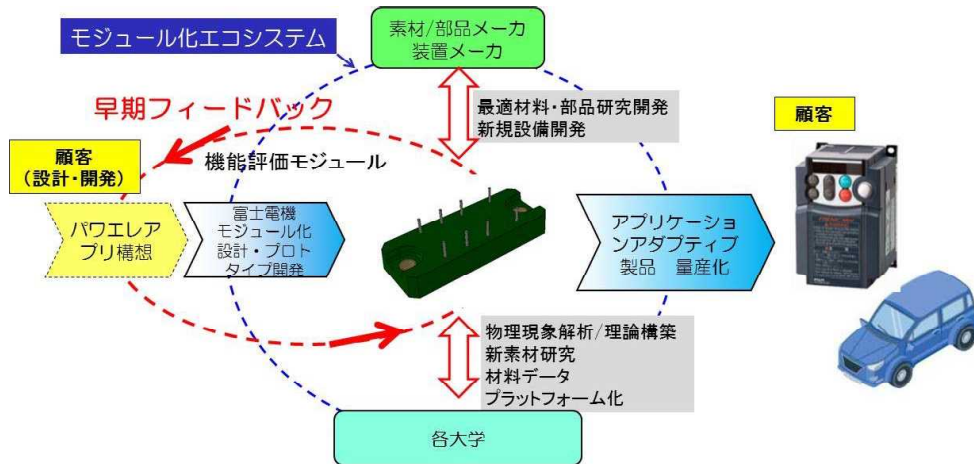 モジュール化エコシステム
素材/部品メーカ
装置メーカ
早期フィードバック
最適材料・部品研究開発
新規設備開発
顧客
顧客
(設計・開発)
機能評価モジュール
パワエレア
プリ構想
富士電機
モジュール化
設計・プロト
タイプ開発
アプリケーショ
ンアダプティブ
製品 量産化
物理現象解析/理論構築
新素材研究
材料データ
プラットフォーム化
各大学